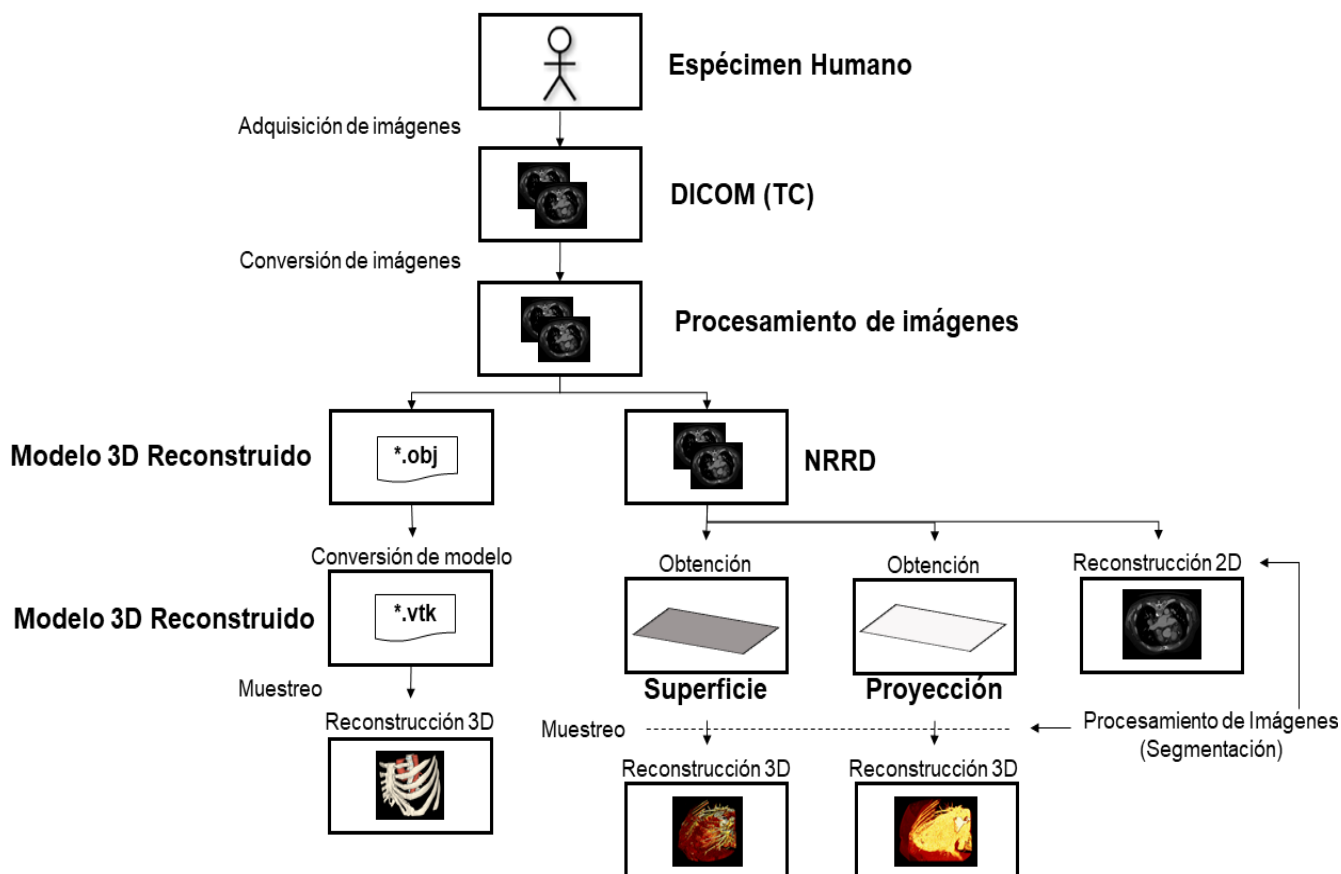 Espécimen Humano
Adquisición de imágenes
DICOM (TC)
Conversión de imágenes
Procesamiento de imágenes
Modelo 3D Reconstruido
*.obj
NRRD
Conversión de modelo
Obtención
Obtención
Reconstrucción 2D
Modelo 3D Reconstruido
*.vtk
Superficie
Proyección
Muestreo
Reconstrucción 3D
Muestreo
Procesamiento de Imágenes
(Segmentación)
Reconstrucción 3D
Reconstrucción 3D